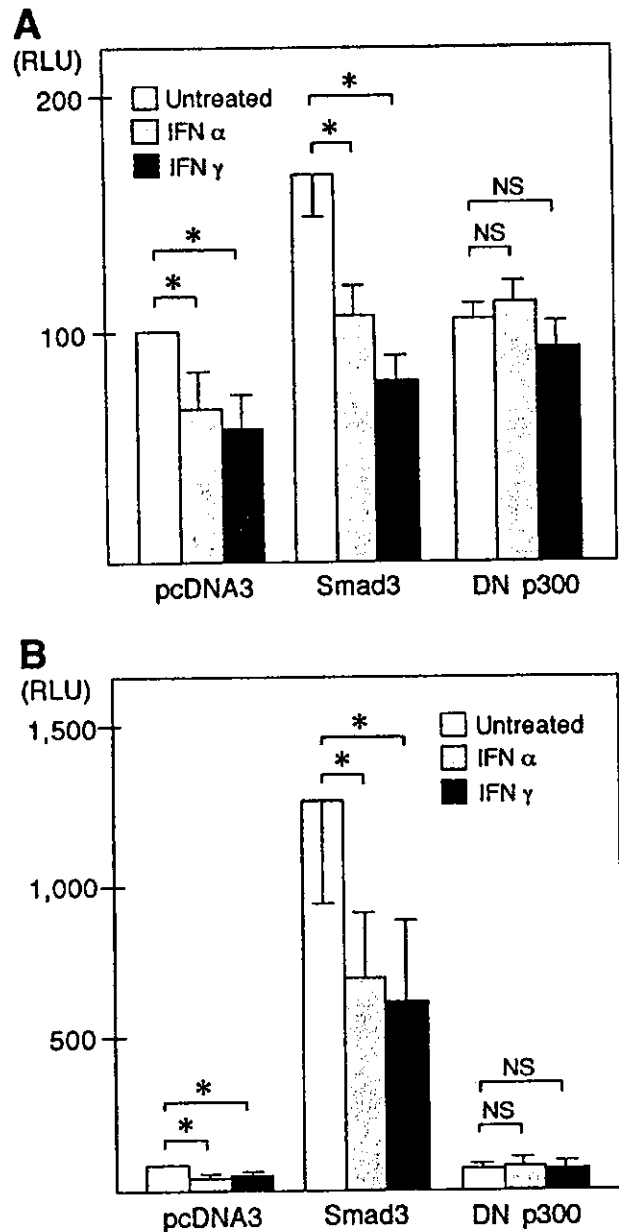 A
(RLU)
200
100
Untreated
IFN α
IFN γ
*
*
*
*
NS
NS
pcDNA3 Smad3 DN p300
B
(RLU)
1,500
1,000
500
Untreated
IFN α
IFN γ
*
*
*
*
NS
NS
pcDNA3 Smad3 DN p300